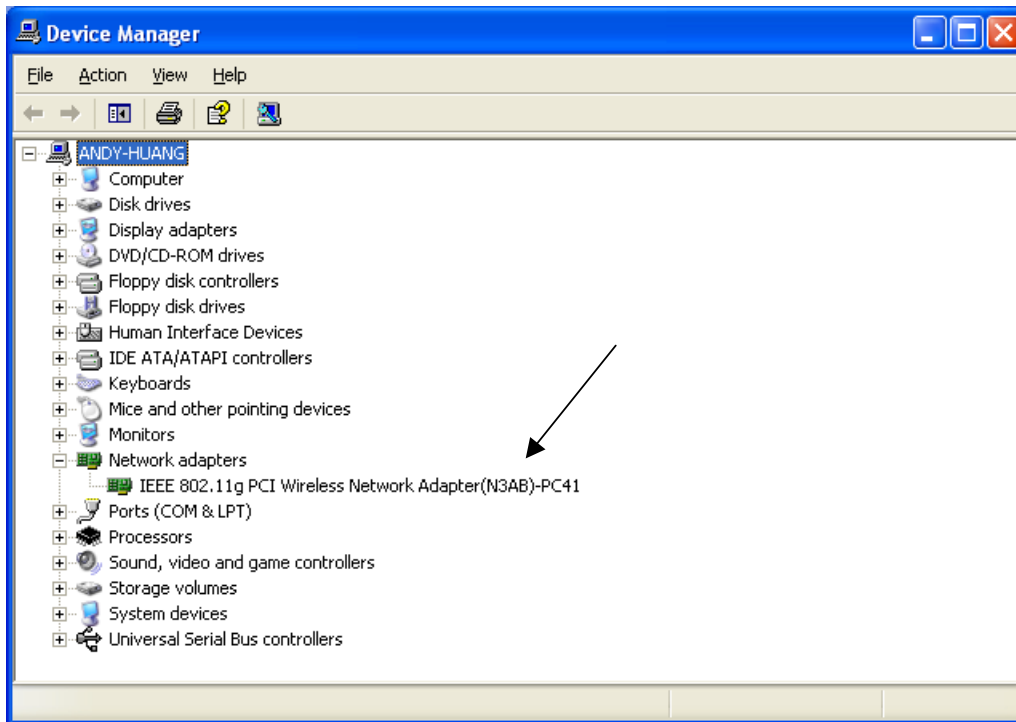 Device Manager
File Action View Help
ANDY-HUANG
Computer
Disk drives
Display adapters
DVD/CD-ROM drives
Floppy disk controllers
Floppy disk drives
Human Interface Devices
IDE ATA/ATAPI controllers
Keyboards
Mice and other pointing devices
Monitors
Network adapters
IEEE 802.11g PCI Wireless Network Adapter(N3AB)-PC41
Ports (COM & LPT)
Processors
Sound, video and game controllers
Storage volumes
System devices
Universal Serial Bus controllers